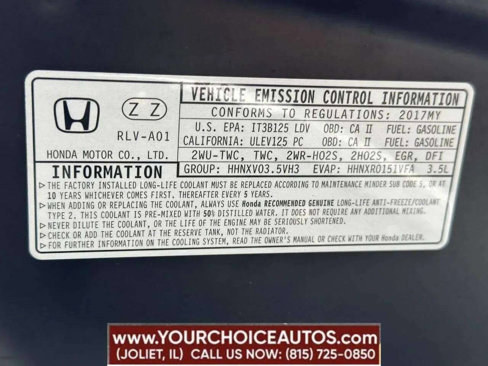 VEHICLE EMISSION CONTROL INFORMATION
CONFORMS TO REGULATIONS: 2017MY
U.S. EPA: IT3B125 LDV OBD: CA II FUEL: GASOLINE
CALIFORNIA: ULEV125 PC OBD: CA II FUEL: GASOLINE
2WU-TWC, TWC, 2WR-HO2S, 2HO2S, EGR, DFI
GROUP: HHNXV03.5VH3 EVAP: HHNXR0151VFA 3.5L
ZZ
RLV-A01
HONDA MOTOR CO., LTD.
INFORMATION
▷THE FACTORY INSTALLED LONG-LIFE COOLANT MUST BE REPLACED ACCORDING TO MAINTENANCE MINDER SUB CODE 5, OR AT
10 YEARS WHICHEVER COMES FIRST. THEREAFTER EVERY 5 YEARS.
▷WHEN ADDING OR REPLACING THE COOLANT, ALWAYS USE Honda RECOMMENDED GENUINE LONG-LIFE ANTI-FREEZE/COOLANT
TYPE 2. THIS COOLANT IS PRE-MIXED WITH 50% DISTILLED WATER. IT DOES NOT REQUIRE ANY ADDITIONAL MIXING.
▷NEVER DILUTE THE COOLANT, OR THE LIFE OF THE ENGINE MAY BE SERIOUSLY SHORTENED.
▷CHECK OR ADD THE COOLANT AT THE RESERVE TANK, NOT THE RADIATOR.
▷FOR FURTHER INFORMATION ON THE COOLING SYSTEM, READ THE OWNER'S MANUAL OR CHECK WITH YOUR Honda DEALER.
WWW.YOURCHOICEAUTOS.COM
(JOLIET, IL) CALL US NOW: (815) 725-0850